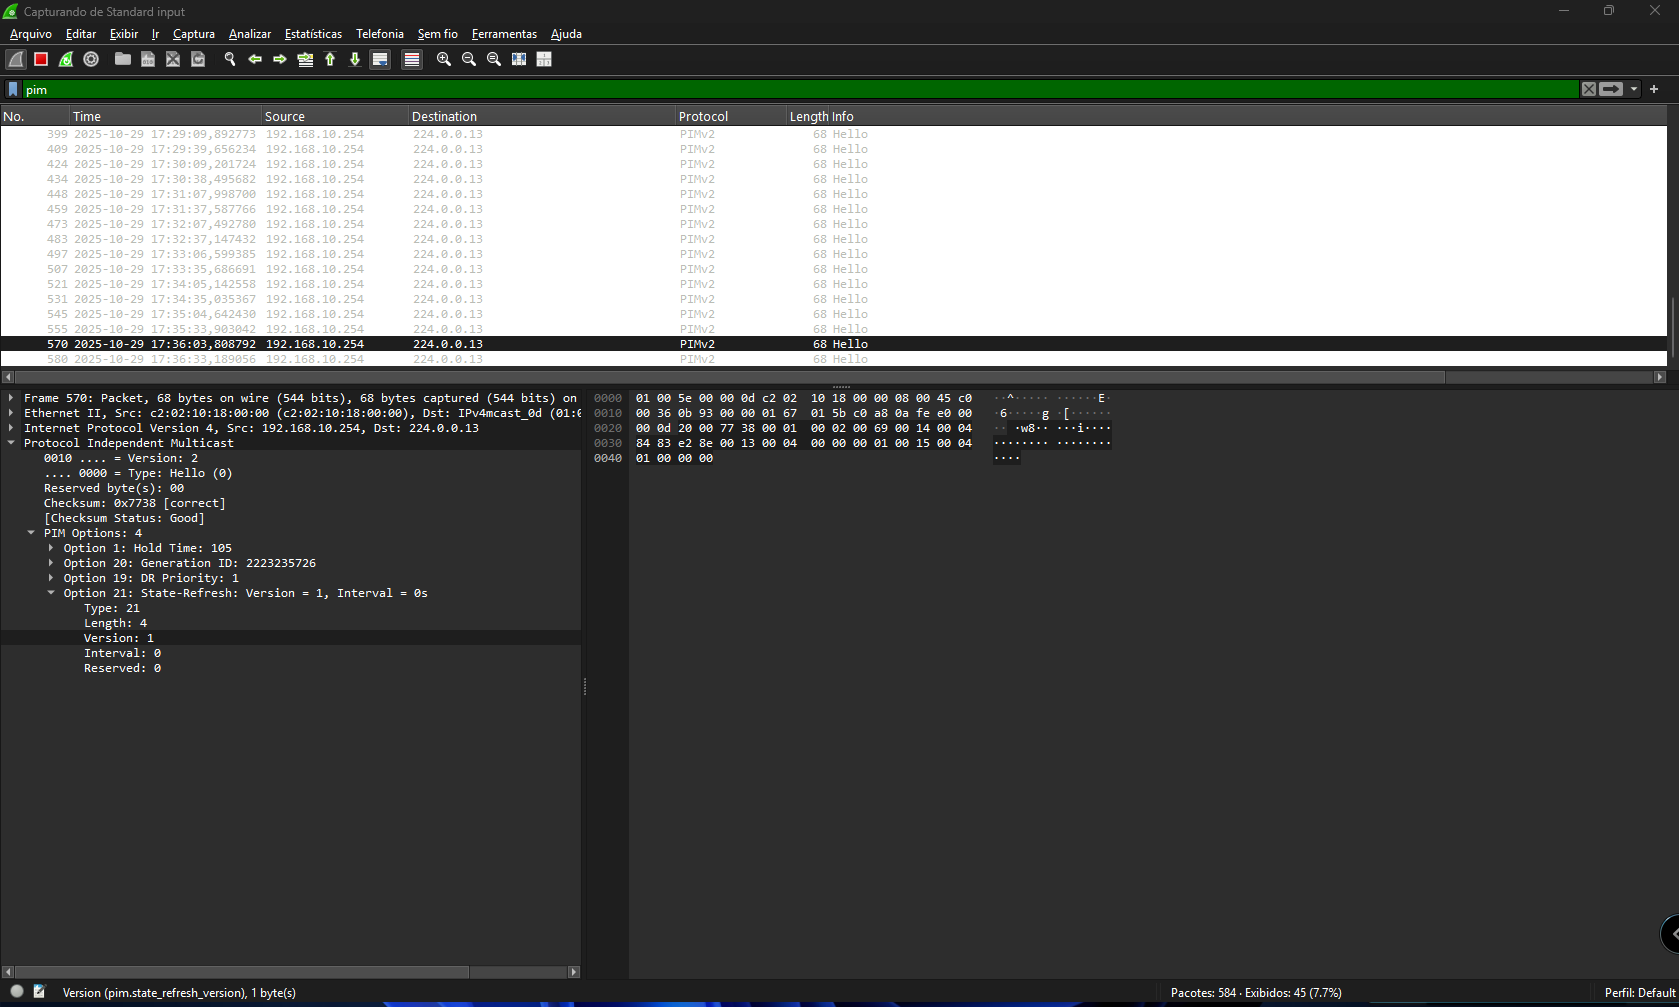 Capturando de Standard input
Arquivo Editar Exibir Ir Captura Analizar Estatísticas Telefonia Sem fio Ferramentas Ajuda
pim
No. Time Source Destination Protocol Length Info
399 2025-10-29 17:29:09,892773 192.168.10.254 224.0.0.13 PIMv2 68 Hello
409 2025-10-29 17:29:39,656234 192.168.10.254 224.0.0.13 PIMv2 68 Hello
424 2025-10-29 17:30:09,201724 192.168.10.254 224.0.0.13 PIMv2 68 Hello
434 2025-10-29 17:30:38,495682 192.168.10.254 224.0.0.13 PIMv2 68 Hello
448 2025-10-29 17:31:07,998700 192.168.10.254 224.0.0.13 PIMv2 68 Hello
459 2025-10-29 17:31:37,587766 192.168.10.254 224.0.0.13 PIMv2 68 Hello
473 2025-10-29 17:32:07,492780 192.168.10.254 224.0.0.13 PIMv2 68 Hello
483 2025-10-29 17:32:37,147432 192.168.10.254 224.0.0.13 PIMv2 68 Hello
497 2025-10-29 17:33:06,599385 192.168.10.254 224.0.0.13 PIMv2 68 Hello
507 2025-10-29 17:33:35,686691 192.168.10.254 224.0.0.13 PIMv2 68 Hello
521 2025-10-29 17:34:05,142558 192.168.10.254 224.0.0.13 PIMv2 68 Hello
531 2025-10-29 17:34:35,035367 192.168.10.254 224.0.0.13 PIMv2 68 Hello
545 2025-10-29 17:35:04,642430 192.168.10.254 224.0.0.13 PIMv2 68 Hello
555 2025-10-29 17:35:33,903042 192.168.10.254 224.0.0.13 PIMv2 68 Hello
570 2025-10-29 17:36:03,808792 192.168.10.254 224.0.0.13 PIMv2 68 Hello
580 2025-10-29 17:36:33,189056 192.168.10.254 224.0.0.13 PIMv2 68 Hello
Frame 570: Packet, 68 bytes on wire (544 bits), 68 bytes captured (544 bits) on
Ethernet II, Src: c2:02:10:18:00:00 (c2:02:10:18:00:00), Dst: IPv4mcast_0d (01:0
Internet Protocol Version 4, Src: 192.168.10.254, Dst: 224.0.0.13
Protocol Independent Multicast
0010 .... = Version: 2
.... 0000 = Type: Hello (0)
Reserved byte(s): 00
Checksum: 0x7738 [correct]
[Checksum Status: Good]
PIM Options: 4
Option 1: Hold Time: 105
Option 20: Generation ID: 2223235726
Option 19: DR Priority: 1
Option 21: State-Refresh: Version = 1, Interval = 0s
Type: 21
Length: 4
Version: 1
Interval: 0
Reserved: 0
0000 01 00 5e 00 00 0d c2 02 10 18 00 00 08 00 45 c0 ··^····· ······E·
0010 00 36 0b 93 00 00 01 67 01 5b c0 a8 0a fe e0 00 ·6·····g ·[······
0020 00 0d 20 00 77 38 00 01 00 02 00 69 00 14 00 04 ·· ·w8·· ···i····
0030 84 83 e2 8e 00 13 00 04 00 00 00 01 00 15 00 04 ········ ········
0040 01 00 00 00 ····
Version (pim.state_refresh_version), 1 byte(s)
Pacotes: 584 · Exibidos: 45 (7.7%)
Perfil: Default